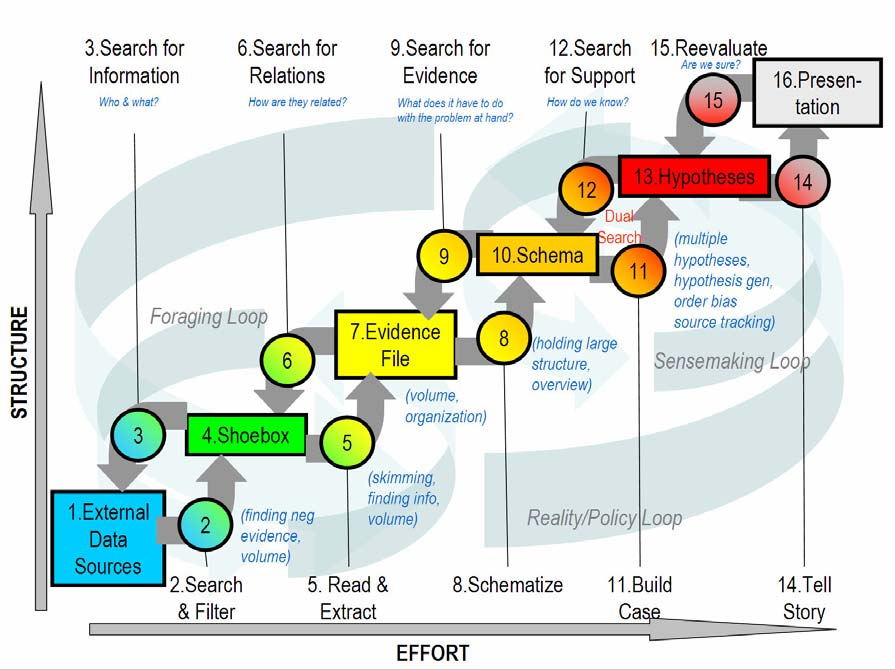 3.Search for
Information
Who & what?
6.Search for
Relations
How are they related?
9.Search for
Evidence
What does it have to do
with the problem at hand?
12.Search
for Support
How do we know?
15.Reevaluate
Are we sure?
15
16.Presen-
tation
12
13.Hypotheses
14
Dual
Search
9
10.Schema
11
(multiple
hypotheses,
hypothesis gen,
order bias
source tracking)
Foraging Loop
6
7.Evidence
File
8
(holding large
structure,
overview)
Sensemaking Loop
(volume,
organization)
3
4.Shoebox
5
(skimming,
finding info,
volume)
1.External
Data
Sources
2
(finding neg
evidence,
volume)
Reality/Policy Loop
2.Search
& Filter
5. Read &
Extract
8.Schematize
11.Build
Case
14.Tell
Story
STRUCTURE
EFFORT